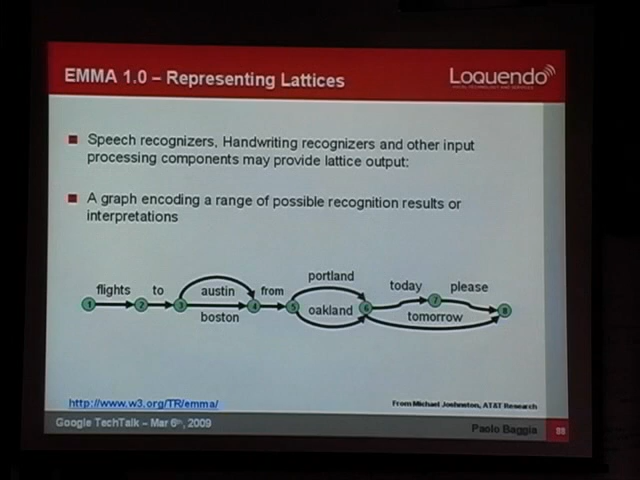 EMMA 1.0 – Representing Lattices
Loquendo
Speech recognizers, Handwriting recognizers and other input
processing components may provide lattice output:
A graph encoding a range of possible recognition results or
interpretations
portland
flights to austin from today please
boston oakland tomorrow
1 2 3 4 5 6 7 8
http://www.w3.org/TR/emma/
From Michael Johnston, AT&T Research
Google TechTalk – Mar 6th, 2009
Paolo Baggia